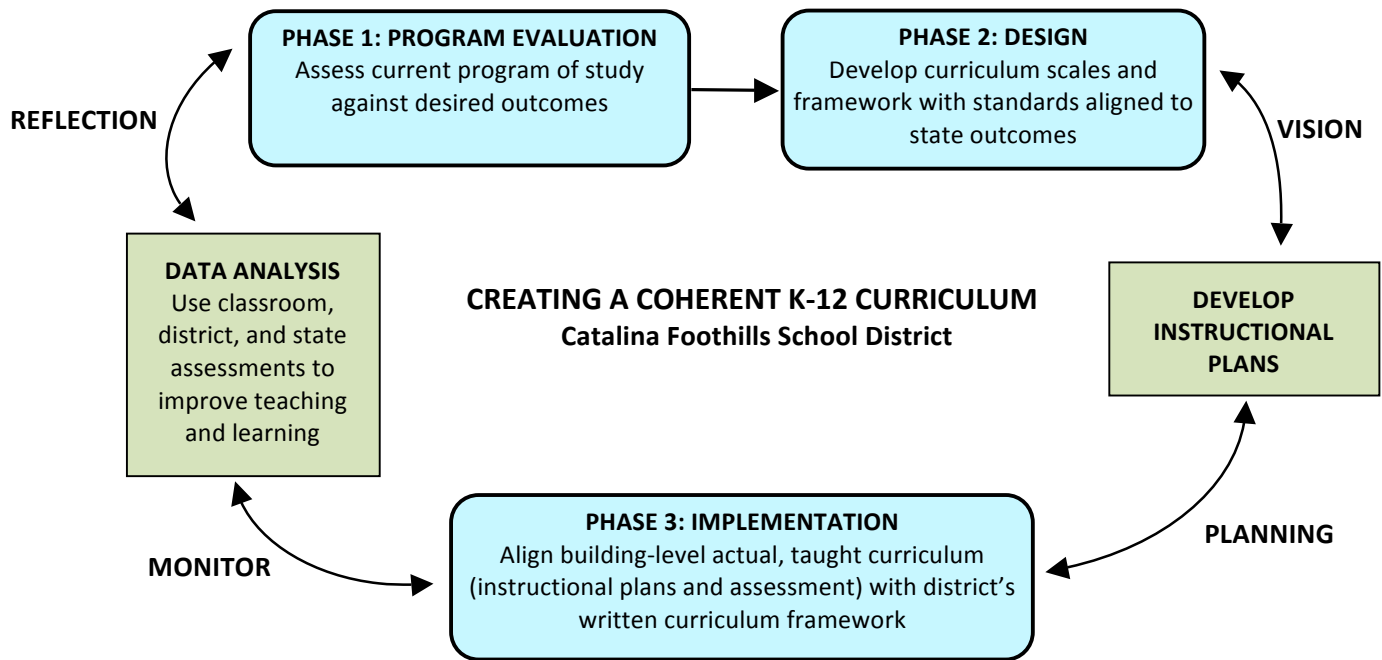 PHASE 1: PROGRAM EVALUATION
Assess current program of study
against desired outcomes
PHASE 2: DESIGN
Develop curriculum scales and
framework with standards aligned to
state outcomes
REFLECTION
VISION
DATA ANALYSIS
Use classroom,
district, and state
assessments to
improve teaching
and learning
CREATING A COHERENT K-12 CURRICULUM
Catalina Foothills School District
DEVELOP
INSTRUCTIONAL
PLANS
PHASE 3: IMPLEMENTATION
Align building-level actual, taught curriculum
(instructional plans and assessment) with district’s
written curriculum framework
MONITOR
PLANNING